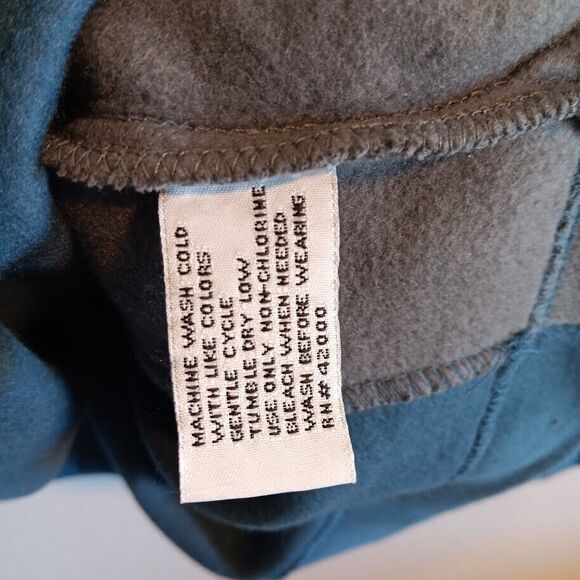 MACHINE WASH COLD
WITH LIKE COLORS
GENTLE CYCLE
TUMBLE DRY LOW
USE ONLY NON-CHLORINE
BLEACH WHEN NEEDED
WASH BEFORE WEARING
RN# 42000